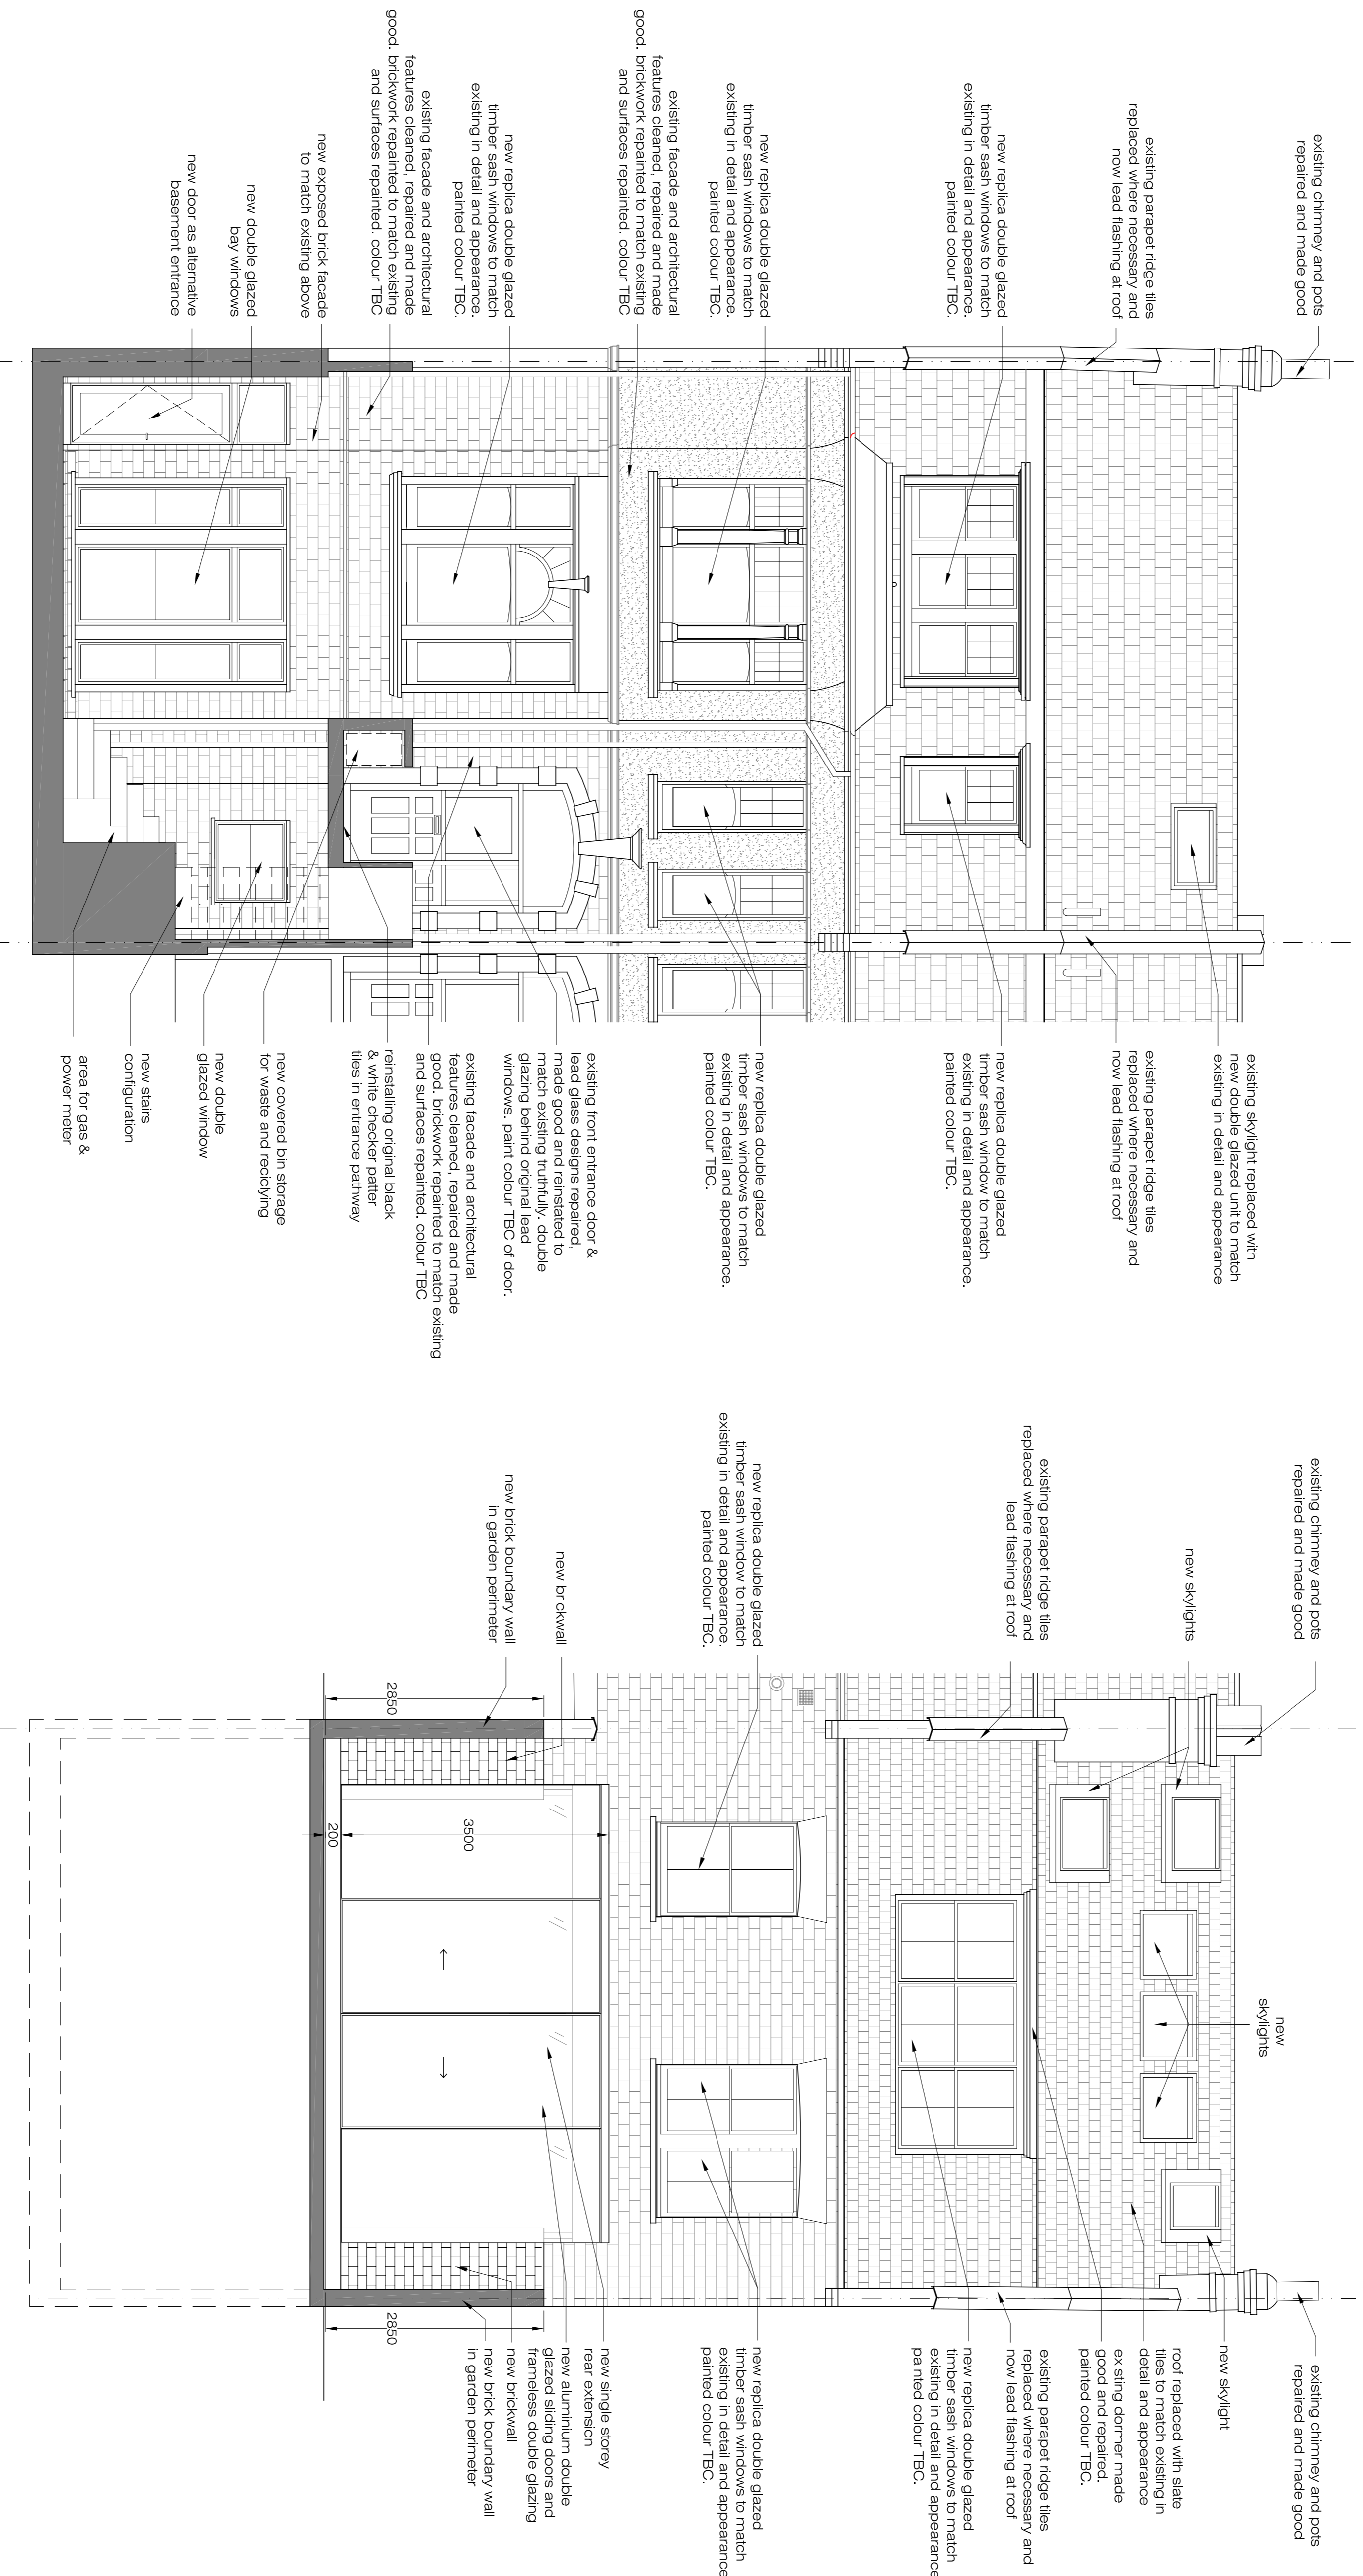 existing chimney and pots
repaired and made good
existing parapet ridge tiles
replaced where necessary and
now lead flashing at roof
new replica double glazed
timber sash windows to match
existing in detail and appearance.
painted colour TBC.
new replica double glazed
timber sash windows to match
existing in detail and appearance.
painted colour TBC.
existing facade and architectural
features cleaned, repaired and made
good. brickwork repainted to match existing
and surfaces repainted. colour TBC
new replica double glazed
timber sash windows to match
existing in detail and appearance.
painted colour TBC.
existing facade and architectural
features cleaned, repaired and made
good. brickwork repainted to match existing
and surfaces repainted. colour TBC
new exposed brick facade
to match existing above
new double glazed
bay windows
new door as alternative
basement entrance
existing skylight replaced with
new double glazed unit to match
existing in detail and appearance
existing parapet ridge tiles
replaced where necessary and
now lead flashing at roof
new replica double glazed
timber sash window to match
existing in detail and appearance.
painted colour TBC.
new replica double glazed
timber sash windows to match
existing in detail and appearance.
painted colour TBC.
existing front entrance door &
lead glass designs repaired,
made good and reinstated to
match existing truthfully. double
glazing behind original lead
windows. paint colour TBC of door.
existing facade and architectural
features cleaned, repaired and made
good. brickwork repainted to match existing
and surfaces repainted. colour TBC
reinstalling original black
& white checker patter
tiles in entrance pathway
new covered bin storage
for waste and reciclying
new double
glazed window
new stairs
configuration
area for gas &
power meter
existing chimney and pots
repaired and made good
new skylights
existing parapet ridge tiles
replaced where necessary and
lead flashing at roof
new replica double glazed
timber sash window to match
existing in detail and appearance.
painted colour TBC.
new brickwall
new brick boundary wall
in garden perimeter
new
skylights
2850
3500
200
2850
existing chimney and pots
repaired and made good
new skylight
roof replaced with slate
tiles to match existing in
detail and appearance
existing dormer made
good and repaired.
painted colour TBC.
existing parapet ridge tiles
replaced where necessary and
now lead flashing at roof
new replica double glazed
timber sash windows to match
existing in detail and appearance
painted colour TBC.
new replica double glazed
timber sash windows to match
existing in detail and appearance
painted colour TBC.
new single storey
rear extension
new aluminium double
glazed sliding doors and
frameless double glazing
new brickwall
new brick boundary wall
in garden perimeter